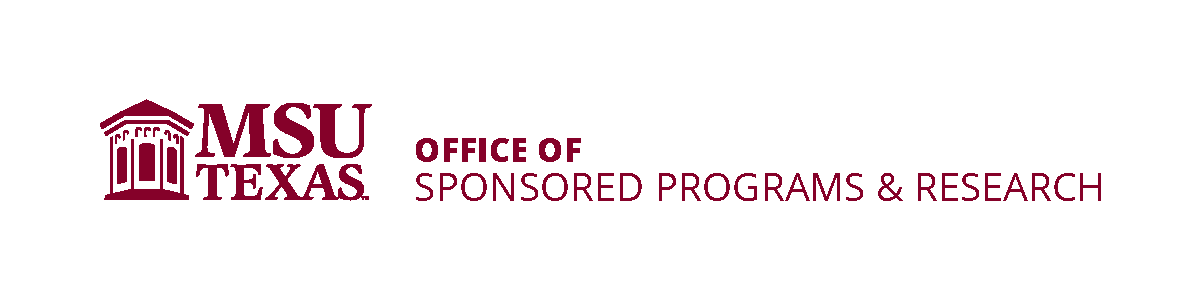 MSU
TEXAS
OFFICE OF
SPONSORED PROGRAMS & RESEARCH